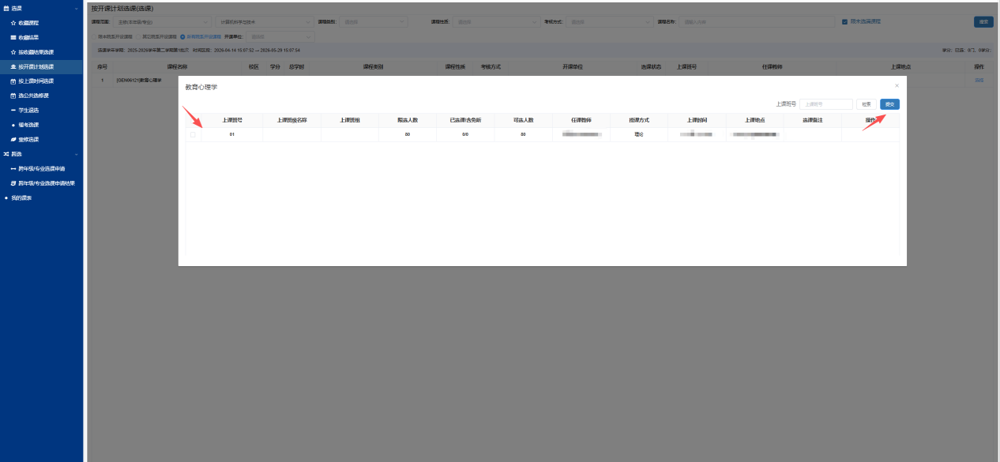 选课
收藏课程
收藏结果
按收藏结果选课
按开课计划选课
按上课时间选课
选公共选修课
学生退选
缓考选课
重修选课
跨选
跨年级/专业选课申请
跨年级/专业选课申请结果
我的课表
按开课计划选课(选课)
课程范围: 主修(本年级/专业) 计算机科学与技术 课程类别: 请选择 课程性质: 请选择 考核方式: 请选择 课程名称: 请输入内容 限未选满课程 搜索
限本院系开设课程 其它院系开设课程 所有院系开设课程 开课单位: 请选择
选课学年学期: 2025-2026学年第二学期第1轮次 时间区段: 2026-04-14 15:07:52 — 2026-05-29 15:07:54 学分: 已选: 0门, 0学分;
序号 课程名称 校区 学分 总学时 课程类别 课程性质 考核方式 开课单位 选课状态 上课班号 任课教师 上课地点 操作
1 [GEN06121]教育心理学 选班
教育心理学 ×
上课班号 上课班号 检索 提交
上课班号 上课班级名称 上课班组 限选人数 已选课/含免听 可选人数 任课教师 授课方式 上课时间 上课地点 选课备注 操作
01 80 0/0 80 理论